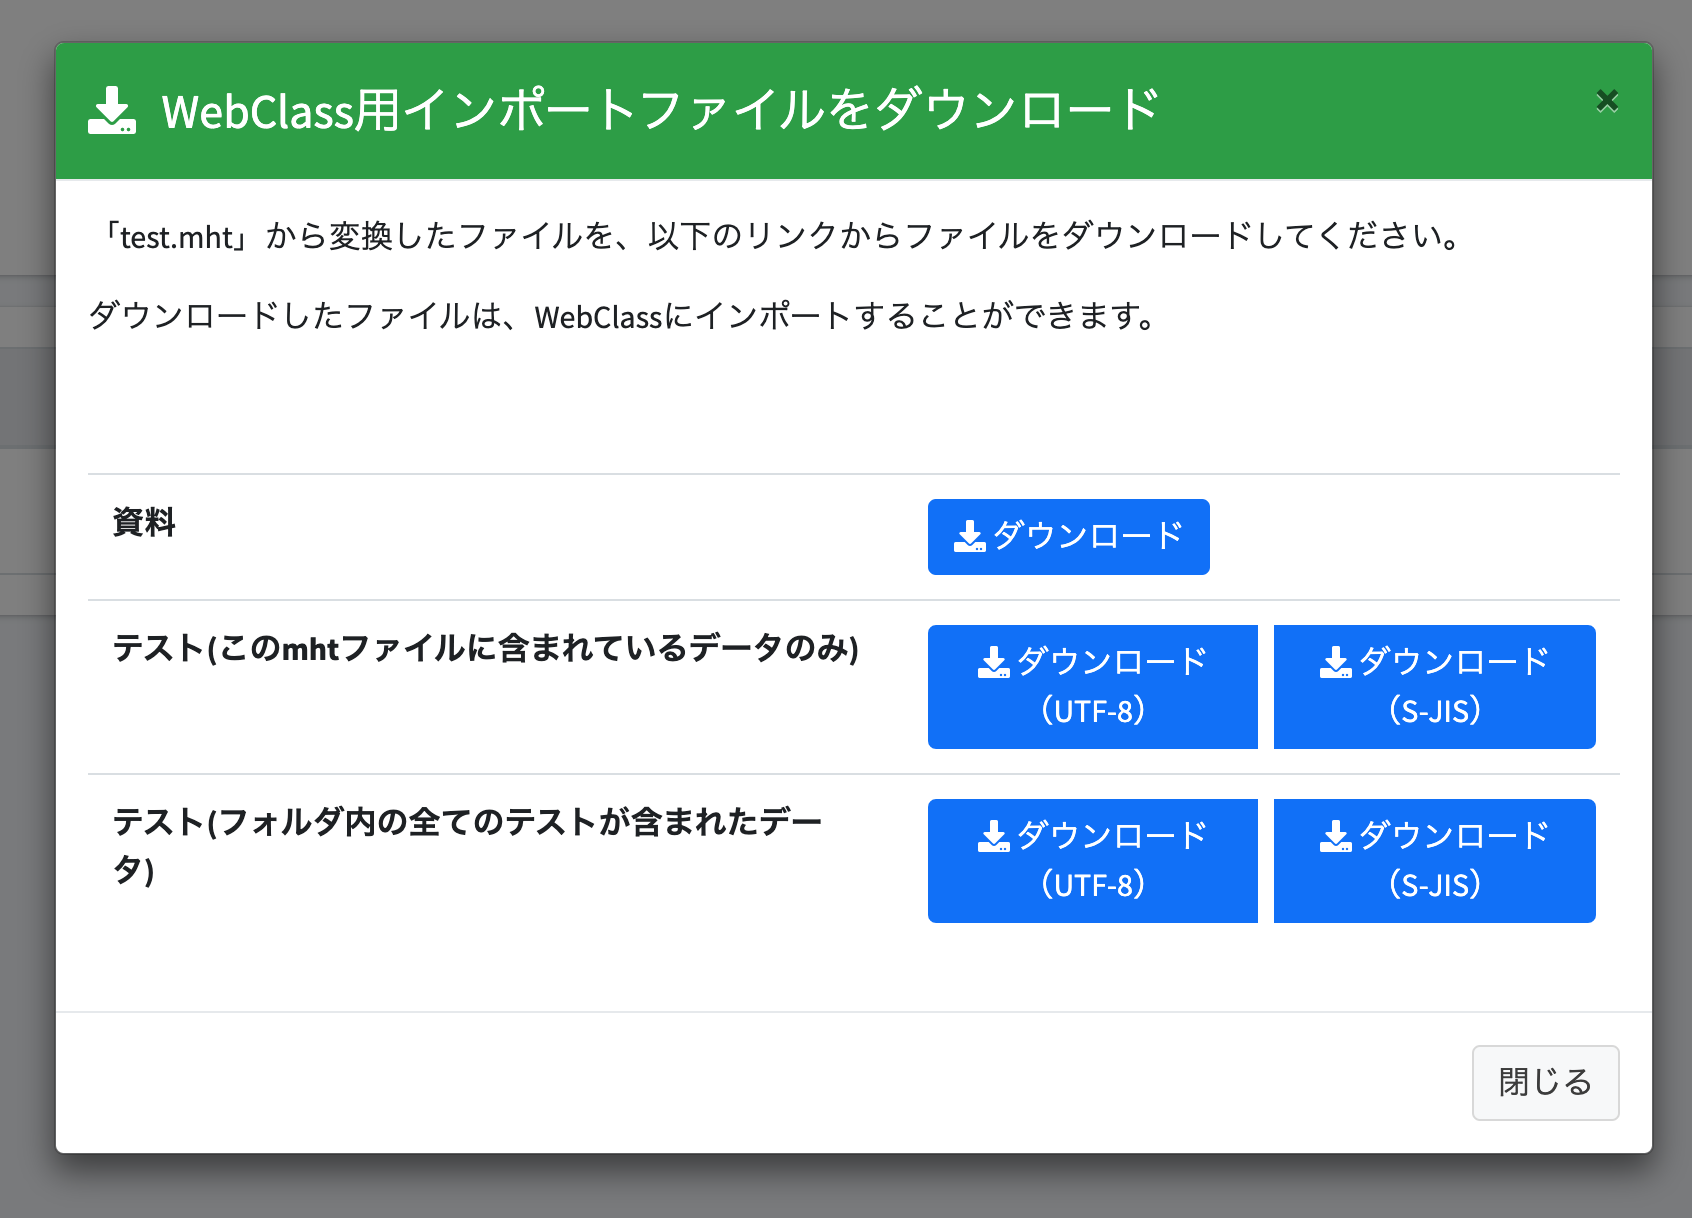 WebClass用インポートファイルをダウンロード
「test.mht」から変換したファイルを、以下のリンクからファイルをダウンロードしてください。
ダウンロードしたファイルは、WebClassにインポートすることができます。
資料
ダウンロード
テスト(このmhtファイルに含まれているデータのみ)
ダウンロード
（UTF-8）
ダウンロード
（S-JIS）
テスト(フォルダ内の全てのテストが含まれたデー
タ)
ダウンロード
（UTF-8）
ダウンロード
（S-JIS）
閉じる